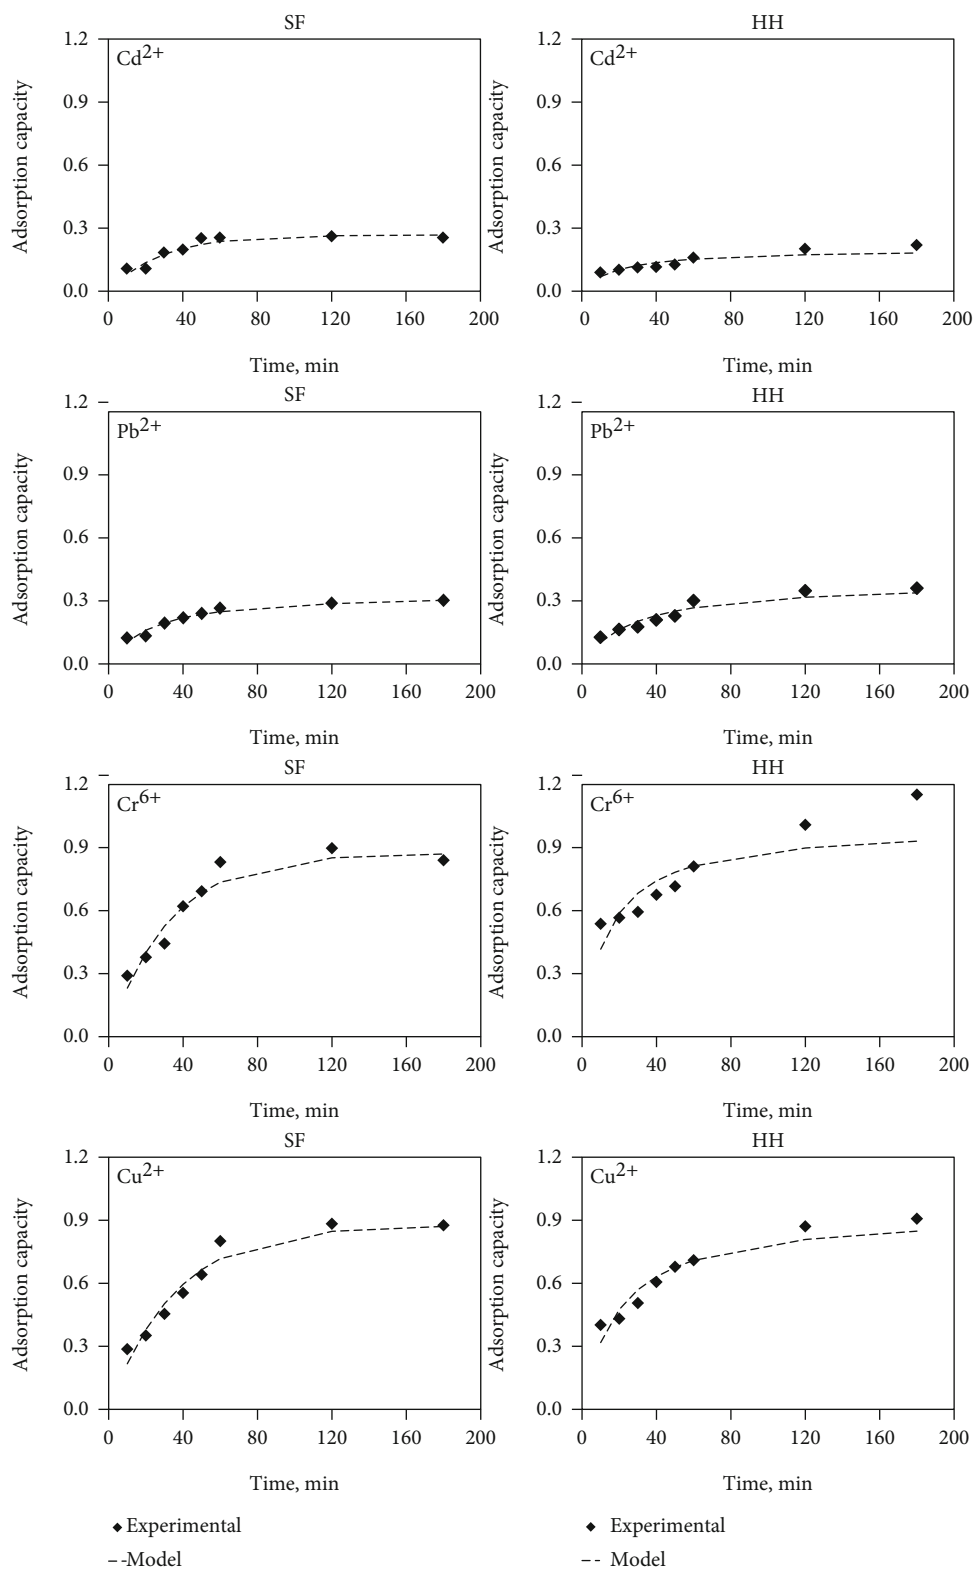 SF
Cd2+
1.2
0.9
0.6
0.3
0.0
Adsorption capacity
0 40 80 120 160 200
Time, min
HH
Cd2+
1.2
0.9
0.6
0.3
0.0
Adsorption capacity
0 40 80 120 160 200
Time, min
SF
Pb2+
1.2
0.9
0.6
0.3
0.0
Adsorption capacity
0 40 80 120 160 200
Time, min
HH
Pb2+
1.2
0.9
0.6
0.3
0.0
Adsorption capacity
0 40 80 120 160 200
Time, min
SF
Cr6+
1.2
0.9
0.6
0.3
0.0
Adsorption capacity
0 40 80 120 160 200
Time, min
HH
Cr6+
1.2
0.9
0.6
0.3
0.0
Adsorption capacity
0 40 80 120 160 200
Time, min
SF
Cu2+
1.2
0.9
0.6
0.3
0.0
Adsorption capacity
0 40 80 120 160 200
Time, min
HH
Cu2+
1.2
0.9
0.6
0.3
0.0
Adsorption capacity
0 40 80 120 160 200
Time, min
Experimental
Model
Experimental
Model